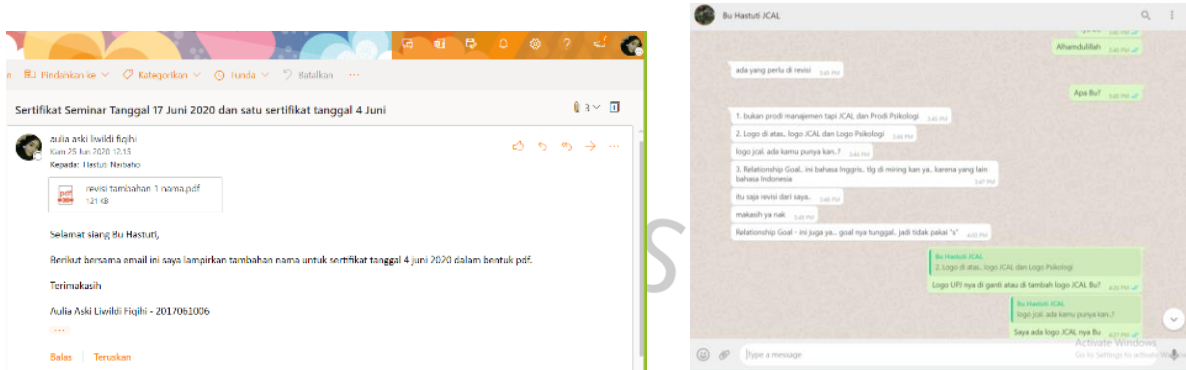 Pindahkan ke
Kategorikan
Tunda
Batalkan
...
Sertifikat Seminar Tanggal 17 Juni 2020 dan satu sertifikat tanggal 4 Juni
3
aulia aski liwildi fiqihi
Kam 25 Jun 2020 12.15
Kepada: Hastuti Naibaho
revisi tambahan 1 nama.pdf
121 KB
Selamat siang Bu Hastuti,
Berikut bersama email ini saya lampirkan tambahan nama untuk sertifikat tanggal 4 juni 2020 dalam bentuk pdf.
Terimakasih
Aulia Aski Liwildi Fiqihi - 2017061006
...
Balas
Teruskan
S
Bu Hastuti JCAL
Alhamdulillah
ada yang perlu di revisi
Apa Bu?
1. bukan prodi manajemen tapi JCAL dan Prodi Psikologi
2. Logo di atas.. logo JCAL dan Logo Psikologi
logo jcal. ada kamu punya kan..?
3. Relationship Goal.. ini bahasa Inggris.. tlg di miring kan ya.. karena yang lain
bahasa Indonesia
itu saja revisi dari saya..
makasih ya nak
Relationship Goal - ini juga ya... goal nya tunggal.. jadi tidak pakai "s"
Bu Hastuti JCAL
2. Logo di atas.. logo JCAL dan Logo Psikologi
Logo UPJ nya di ganti atau di tambah logo JCAL Bu?
Bu Hastuti JCAL
logo jcal. ada kamu punya kan..?
Saya ada logo JCAL nya Bu
Activate Windows
Go to Settings to activate
Type a message